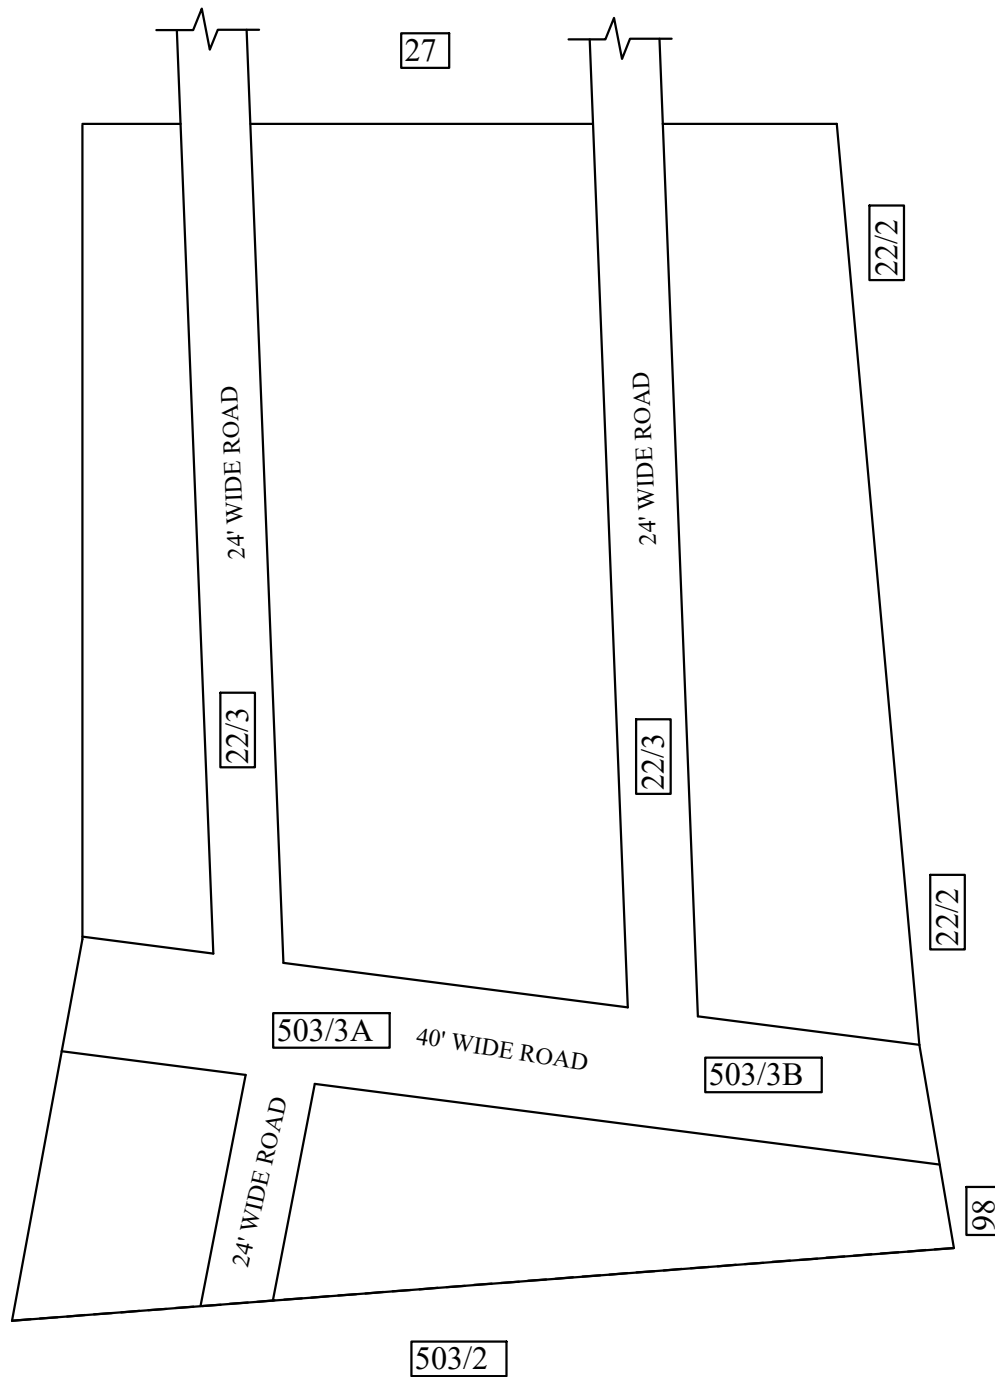 27
22/2
24' WIDE ROAD
24' WIDE ROAD
22/3
22/3
22/2
503/3A
40' WIDE ROAD
503/3B
24' WIDE ROAD
98
503/2